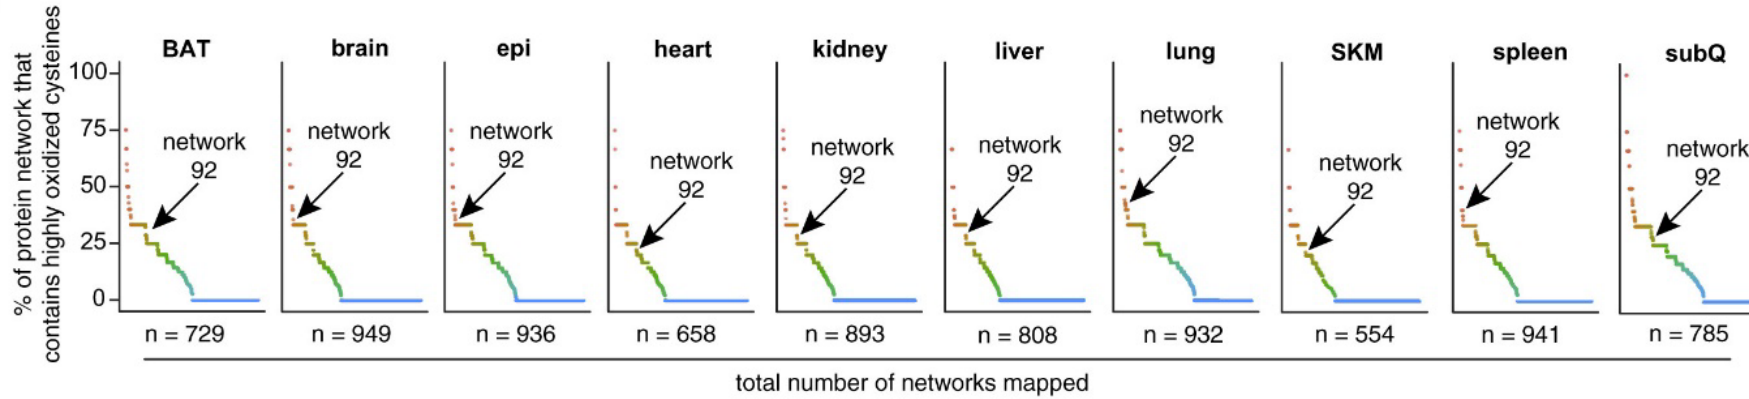 % of protein network that
contains highly oxidized cysteines
BAT brain epi heart kidney liver lung SKM spleen subQ
100
75
50
25
0
network
92
network
92
network
92
network
92
network
92
network
92
network
92
network
92
network
92
network
92
n = 729 n = 949 n = 936 n = 658 n = 893 n = 808 n = 932 n = 554 n = 941 n = 785
total number of networks mapped